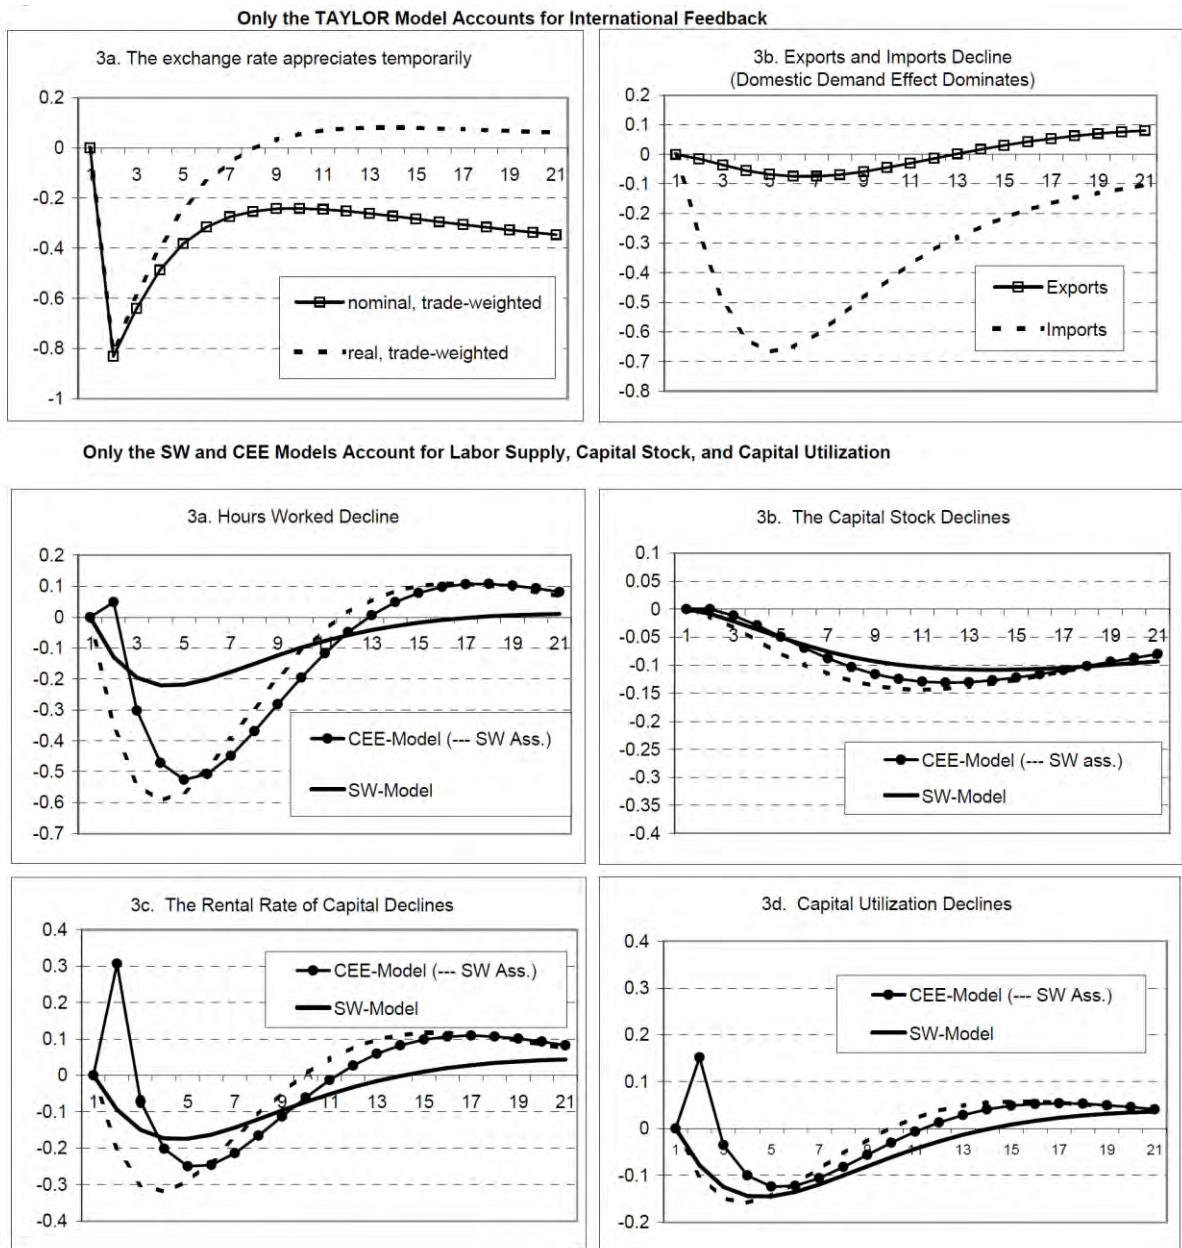 Only the TAYLOR Model Accounts for International Feedback
3a. The exchange rate appreciates temporarily
0.2
0
-0.2
-0.4
-0.6
-0.8
-1
1 3 5 7 9 11 13 15 17 19 21
nominal, trade-weighted
real, trade-weighted
3b. Exports and Imports Decline
(Domestic Demand Effect Dominates)
0.2
0.1
0
-0.1
-0.2
-0.3
-0.4
-0.5
-0.6
-0.7
-0.8
1 3 5 7 9 11 13 15 17 19 21
Exports
Imports
Only the SW and CEE Models Account for Labor Supply, Capital Stock, and Capital Utilization
3a. Hours Worked Decline
0.2
0.1
0
-0.1
-0.2
-0.3
-0.4
-0.5
-0.6
-0.7
1 3 5 7 9 11 13 15 17 19 21
CEE-Model (--- SW Ass.)
SW-Model
3b. The Capital Stock Declines
0.1
0.05
0
-0.05
-0.1
-0.15
-0.2
-0.25
-0.3
-0.35
-0.4
1 3 5 7 9 11 13 15 17 19 21
CEE-Model (--- SW ass.)
SW-Model
3c. The Rental Rate of Capital Declines
0.4
0.3
0.2
0.1
0
-0.1
-0.2
-0.3
-0.4
1 3 5 7 9 11 13 15 17 19 21
CEE-Model (--- SW Ass.)
SW-Model
3d. Capital Utilization Declines
0.4
0.3
0.2
0.1
0
-0.1
-0.2
1 3 5 7 9 11 13 15 17 19 21
CEE-Model (--- SW Ass.)
SW-Model